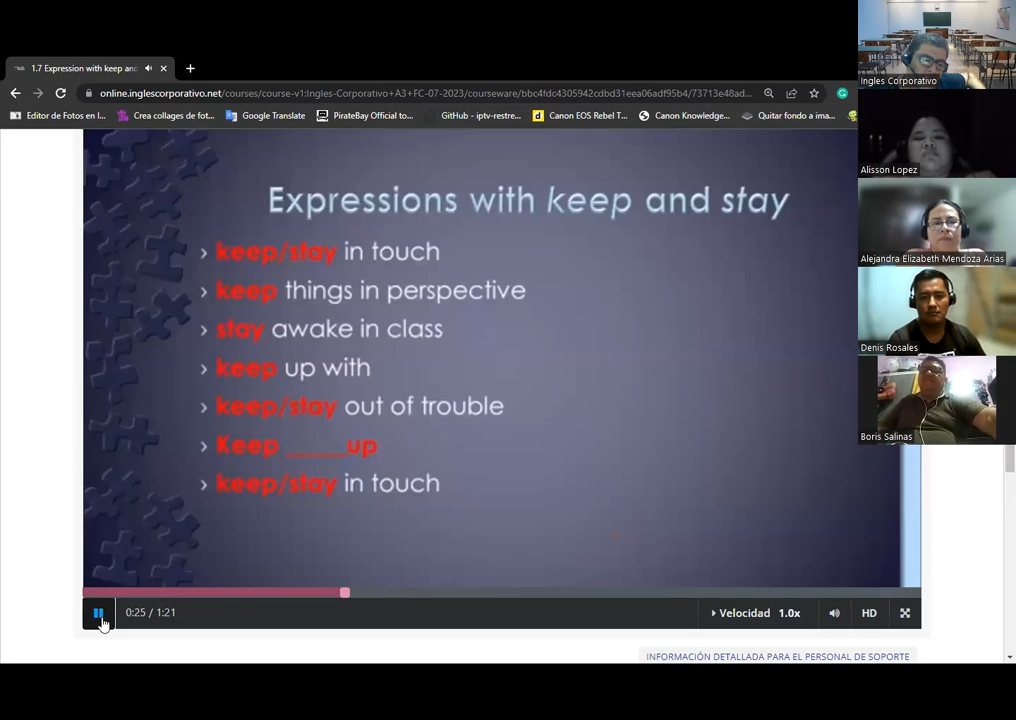 1.7 Expression with keep and
online.inglescorporativo.net/courses/course-v1:Ingles-Corporativo+A3+FC-07-2023/courseware/bbc4fdc4305942cdbd31eea06adf95b4/73713e48ad...
Editor de Fotos en l...
Crea collages de fot...
Google Translate
PirateBay Official to...
GitHub - iptv-restre...
Canon EOS Rebel T...
Canon Knowledge...
Quitar fondo a ima...
Expressions with keep and stay
› keep/stay in touch
› keep things in perspective
› stay awake in class
› keep up with
› keep/stay out of trouble
› Keep _____up
› keep/stay in touch
0:25 / 1:21
Velocidad 1.0x
HD
INFORMACIÓN DETALLADA PARA EL PERSONAL DE SOPORTE
Ingles Corporativo
Alisson Lopez
Alejandra Elizabeth Mendoza Arias
Denis Rosales
Boris Salinas